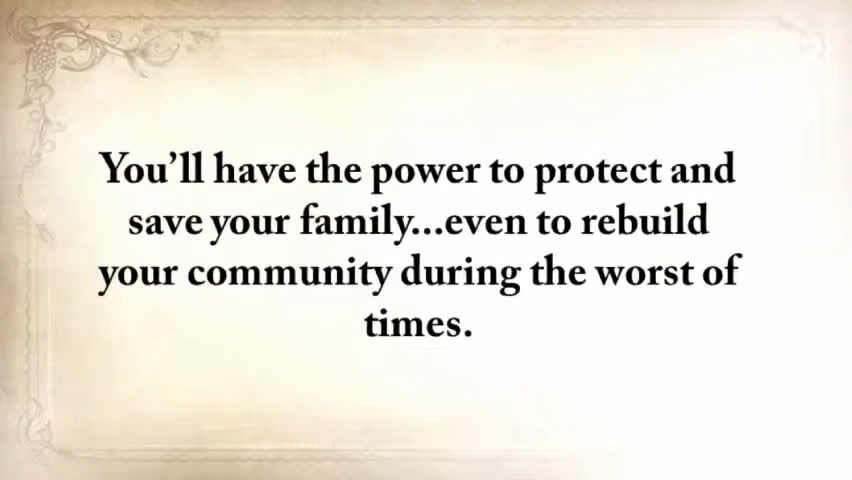 You’ll have the power to protect and
save your family...even to rebuild
your community during the worst of
times.